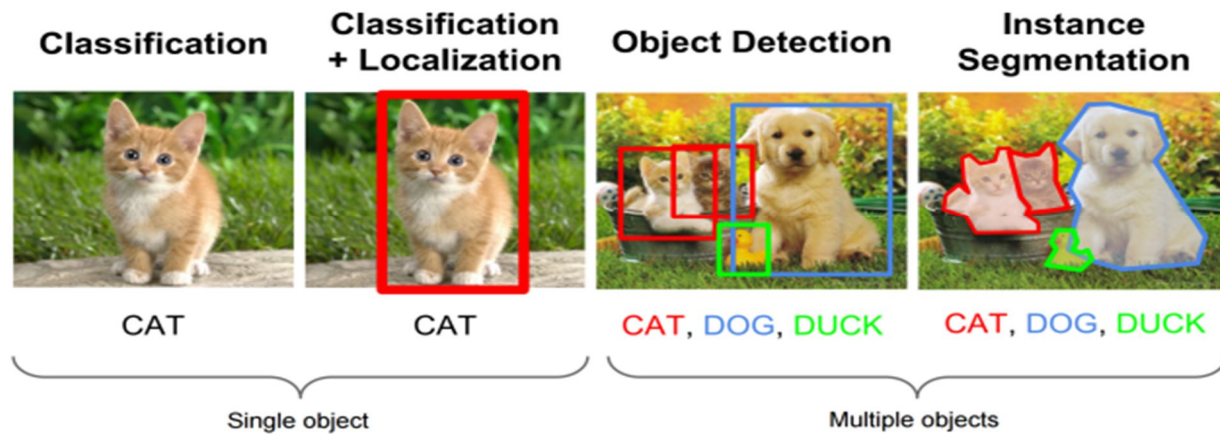 Classification
Classification
+ Localization
Object Detection
Instance
Segmentation
CAT
CAT
CAT, DOG, DUCK
CAT, DOG, DUCK
Single object
Multiple objects